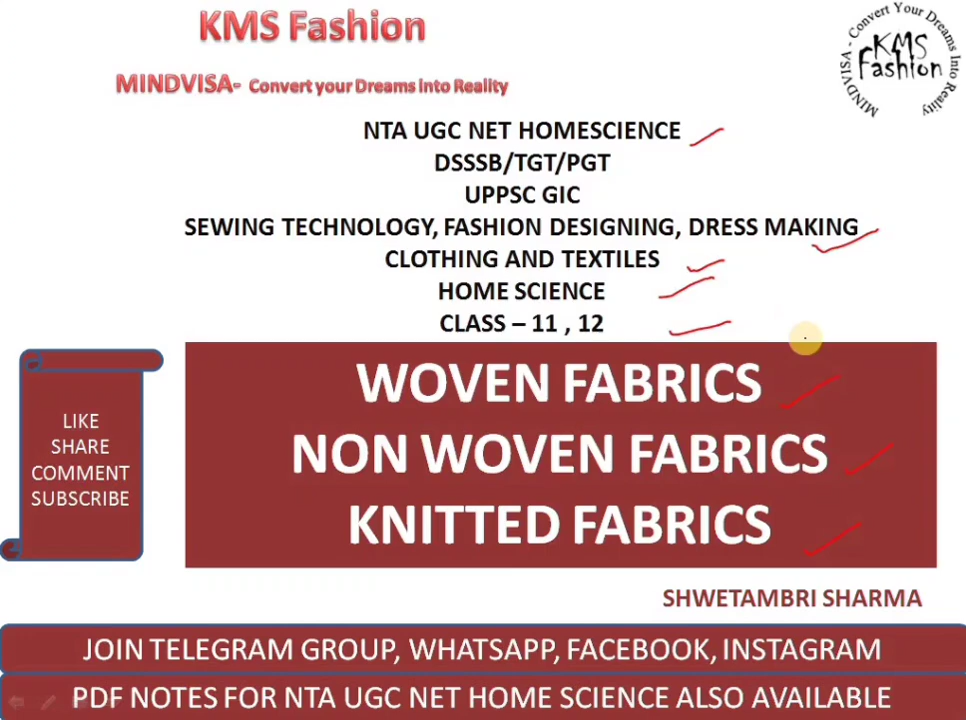 KMS Fashion
MINDVISA- Convert your Dreams into Reality
MINDVISA - Convert Your Dreams Into Reality
KMS
Fashion
NTA UGC NET HOMESCIENCE
DSSSB/TGT/PGT
UPPSC GIC
SEWING TECHNOLOGY, FASHION DESIGNING, DRESS MAKING
CLOTHING AND TEXTILES
HOME SCIENCE
CLASS – 11 , 12
LIKE
SHARE
COMMENT
SUBSCRIBE
WOVEN FABRICS
NON WOVEN FABRICS
KNITTED FABRICS
SHWETAMBRI SHARMA
JOIN TELEGRAM GROUP, WHATSAPP, FACEBOOK, INSTAGRAM
PDF NOTES FOR NTA UGC NET HOME SCIENCE ALSO AVAILABLE